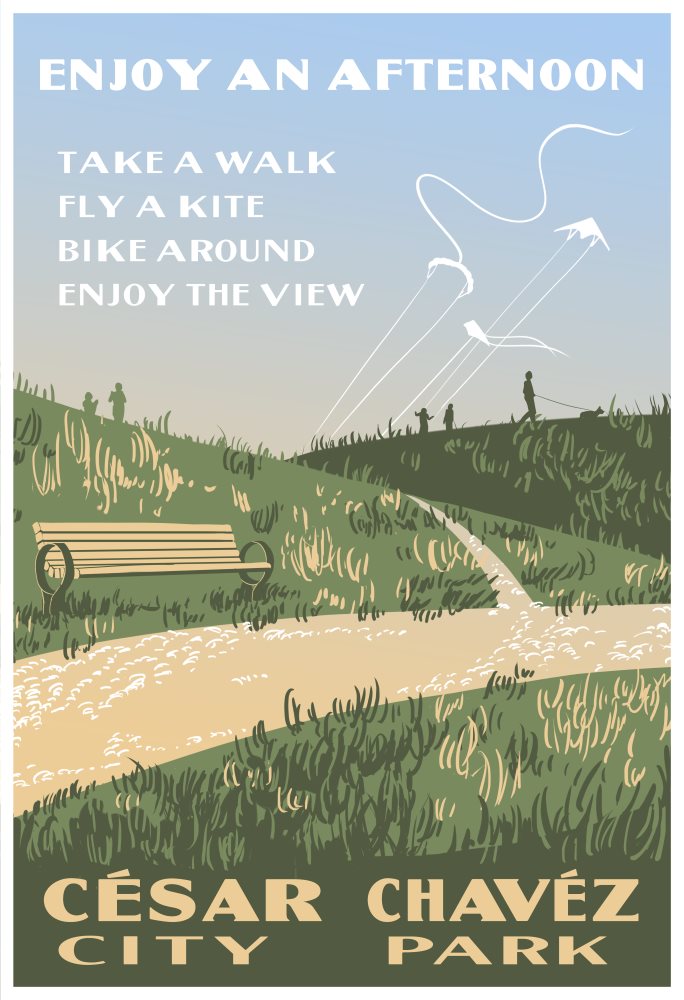 ENJOY AN AFTERNOON
TAKE A WALK
FLY A KITE
BIKE AROUND
ENJOY THE VIEW
CÉSAR CHAVÉZ
CITY PARK